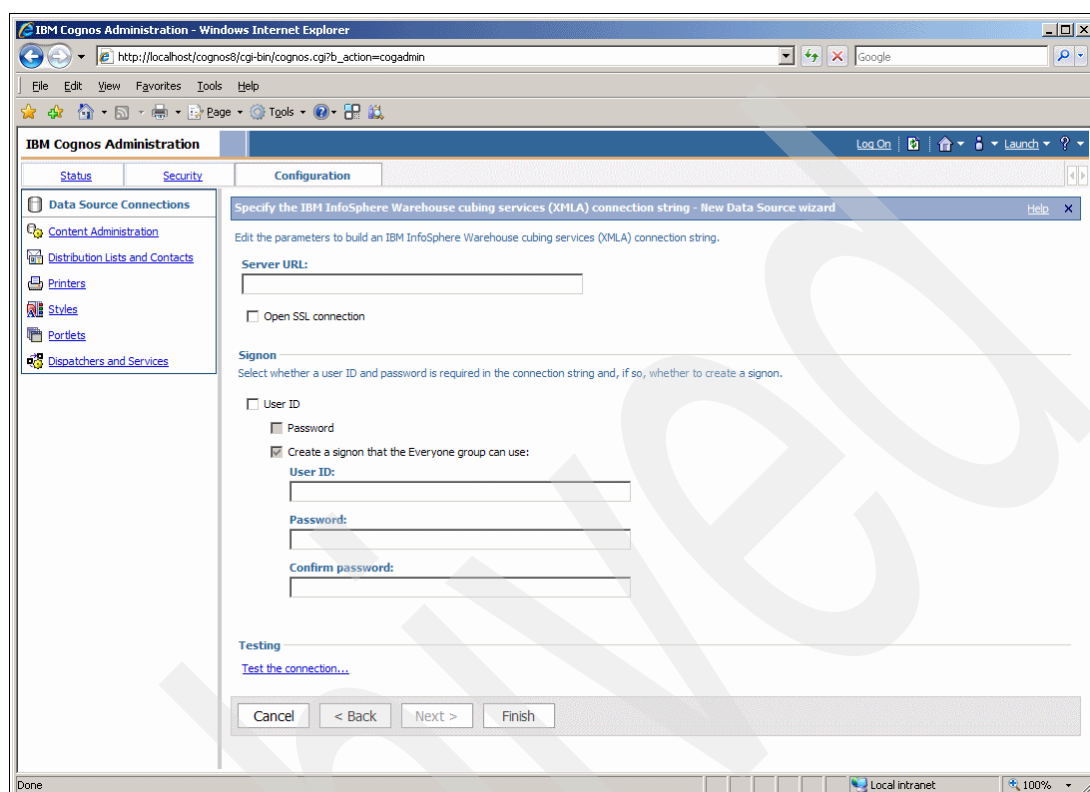 IBM Cognos Administration - Windows Internet Explorer
http://localhost/cognos8/cgi-bin/cognos.cgi?b_action=cogadmin
Google
File Edit View Favorites Tools Help
Page Tools
IBM Cognos Administration
Log On Launch ?
Status Security Configuration
Data Source Connections
Content Administration
Distribution Lists and Contacts
Printers
Styles
Portlets
Dispatchers and Services
Specify the IBM InfoSphere Warehouse cubing services (XMLA) connection string - New Data Source wizard Help X
Edit the parameters to build an IBM InfoSphere Warehouse cubing services (XMLA) connection string.
Server URL:
Open SSL connection
Signon
Select whether a user ID and password is required in the connection string and, if so, whether to create a signon.
User ID
Password
Create a signon that the Everyone group can use:
User ID:
Password:
Confirm password:
Testing
Test the connection...
Cancel < Back Next > Finish
Done Local intranet 100%
hived